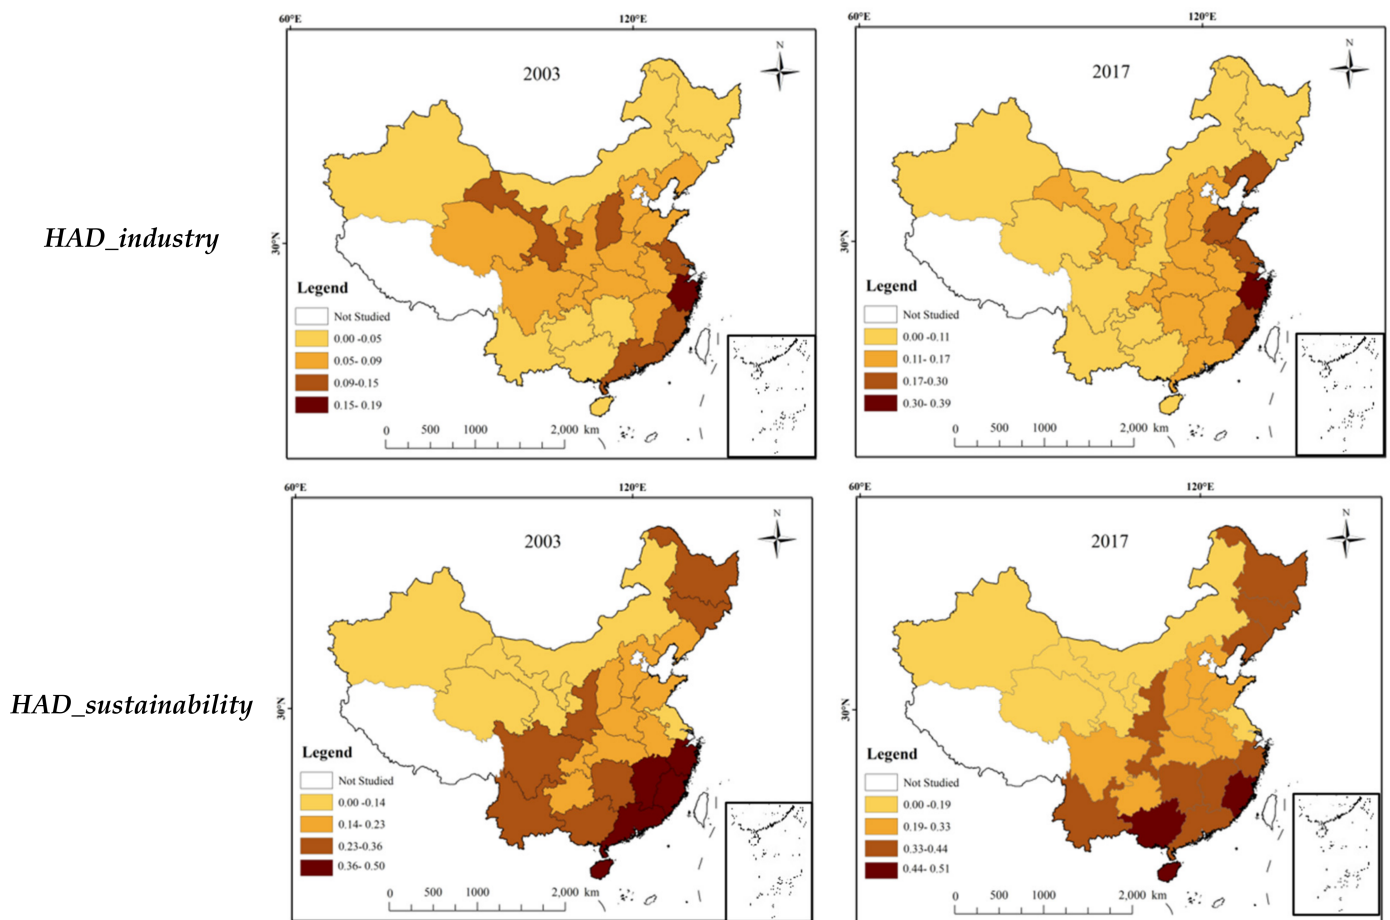 60°E
120°E
60°E
120°E
2003
N
2017
N
HAD_industry
30°N
30°N
Legend
Not Studied
0.00 -0.05
0.05- 0.09
0.09-0.15
0.15- 0.19
0 500 1000 2,000 km
Legend
Not Studied
0.00 -0.11
0.11- 0.17
0.17-0.30
0.30- 0.39
0 500 1000 2,000 km
60°E
120°E
60°E
120°E
2003
N
2017
N
HAD_sustainability
30°N
30°N
Legend
Not Studied
0.00 -0.14
0.14- 0.23
0.23-0.36
0.36- 0.50
0 500 1000 2,000 km
Legend
Not Studied
0.00 -0.19
0.19- 0.33
0.33-0.44
0.44- 0.51
0 500 1000 2,000 km